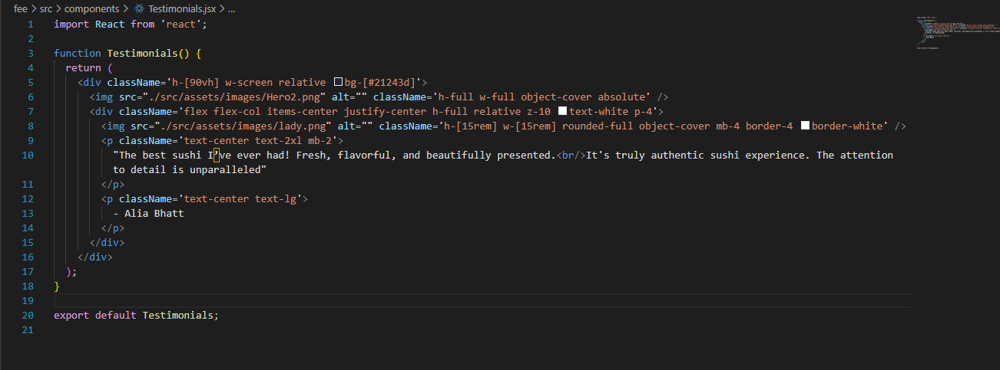 fee > src > components > Testimonials.jsx > ...
1 import React from 'react';
2
3 function Testimonials() {
4 return (
5 <div className='h-[90vh] w-screen relative bg-[#21243d]'>
6 <img src="./src/assets/images/Hero2.png" alt="" className='h-full w-full object-cover absolute' />
7 <div className='flex flex-col items-center justify-center h-full relative z-10 text-white p-4'>
8 <img src="./src/assets/images/lady.png" alt="" className='h-[15rem] w-[15rem] rounded-full object-cover mb-4 border-4 border-white' />
9 <p className='text-center text-2xl mb-2'>
10 "The best sushi I’ve ever had! Fresh, flavorful, and beautifully presented.<br/>It's truly authentic sushi experience. The attention
to detail is unparalleled"
11 </p>
12 <p className='text-center text-lg'>
13 - Alia Bhatt
14 </p>
15 </div>
16 </div>
17 );
18 }
19
20 export default Testimonials;
21